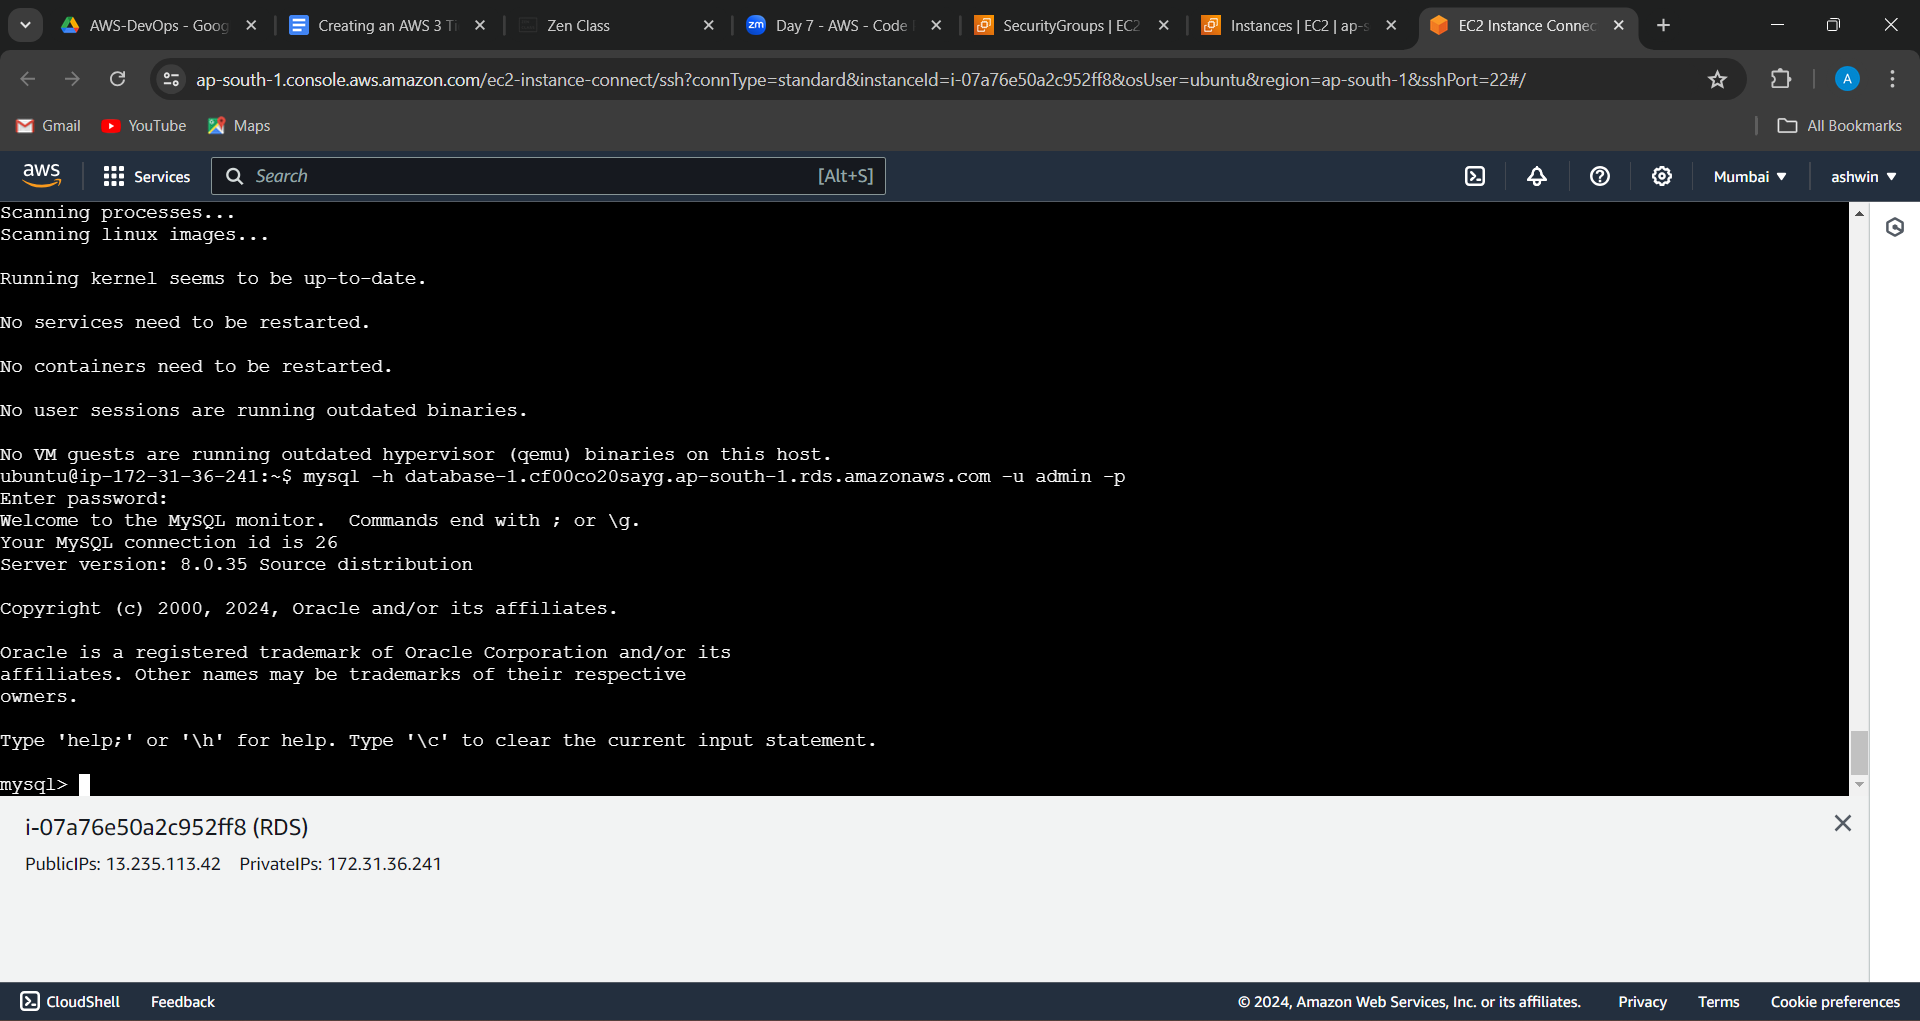 AWS-DevOps - Goog
Creating an AWS 3 Ti
Zen Class
zm Day 7 - AWS - Code
SecurityGroups | EC2
Instances | EC2 | ap-s
EC2 Instance Connec
ap-south-1.console.aws.amazon.com/ec2-instance-connect/ssh?connType=standard&instanceId=i-07a76e50a2c952ff8&osUser=ubuntu&region=ap-south-1&sshPort=22#/
A
Gmail YouTube Maps All Bookmarks
aws Services Search [Alt+S] Mumbai ashwin
Scanning processes...
Scanning linux images...
Running kernel seems to be up-to-date.
No services need to be restarted.
No containers need to be restarted.
No user sessions are running outdated binaries.
No VM guests are running outdated hypervisor (qemu) binaries on this host.
ubuntu@ip-172-31-36-241:~$ mysql -h database-1.cf00co20sayg.ap-south-1.rds.amazonaws.com -u admin -p
Enter password:
Welcome to the MySQL monitor.  Commands end with ; or \g.
Your MySQL connection id is 26
Server version: 8.0.35 Source distribution
Copyright (c) 2000, 2024, Oracle and/or its affiliates.
Oracle is a registered trademark of Oracle Corporation and/or its
affiliates. Other names may be trademarks of their respective
owners.
Type 'help;' or '\h' for help. Type '\c' to clear the current input statement.
mysql>
i-07a76e50a2c952ff8 (RDS)
PublicIPs: 13.235.113.42 PrivateIPs: 172.31.36.241
CloudShell Feedback © 2024, Amazon Web Services, Inc. or its affiliates. Privacy Terms Cookie preferences